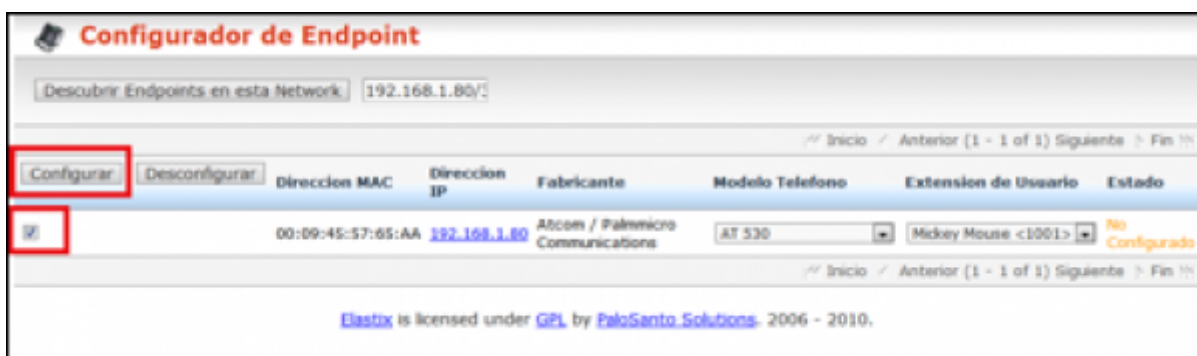 Configurador de Endpoint
Descubrir Endpoints en esta Network 192.168.1.80/
Inicio Anterior (1 - 1 of 1) Siguiente Fin
Configurar Desconfigurar Direccion MAC Direccion IP Fabricante Modelo Telefono Extension de Usuario Estado
00:09:45:57:65:AA 192.168.1.80 Atcom / Palmmicro Communications AT 530 Mickey Mouse <1001> No Configurado
Inicio Anterior (1 - 1 of 1) Siguiente Fin
Elastix is licensed under GPL by PaloSanto Solutions. 2006 - 2010.